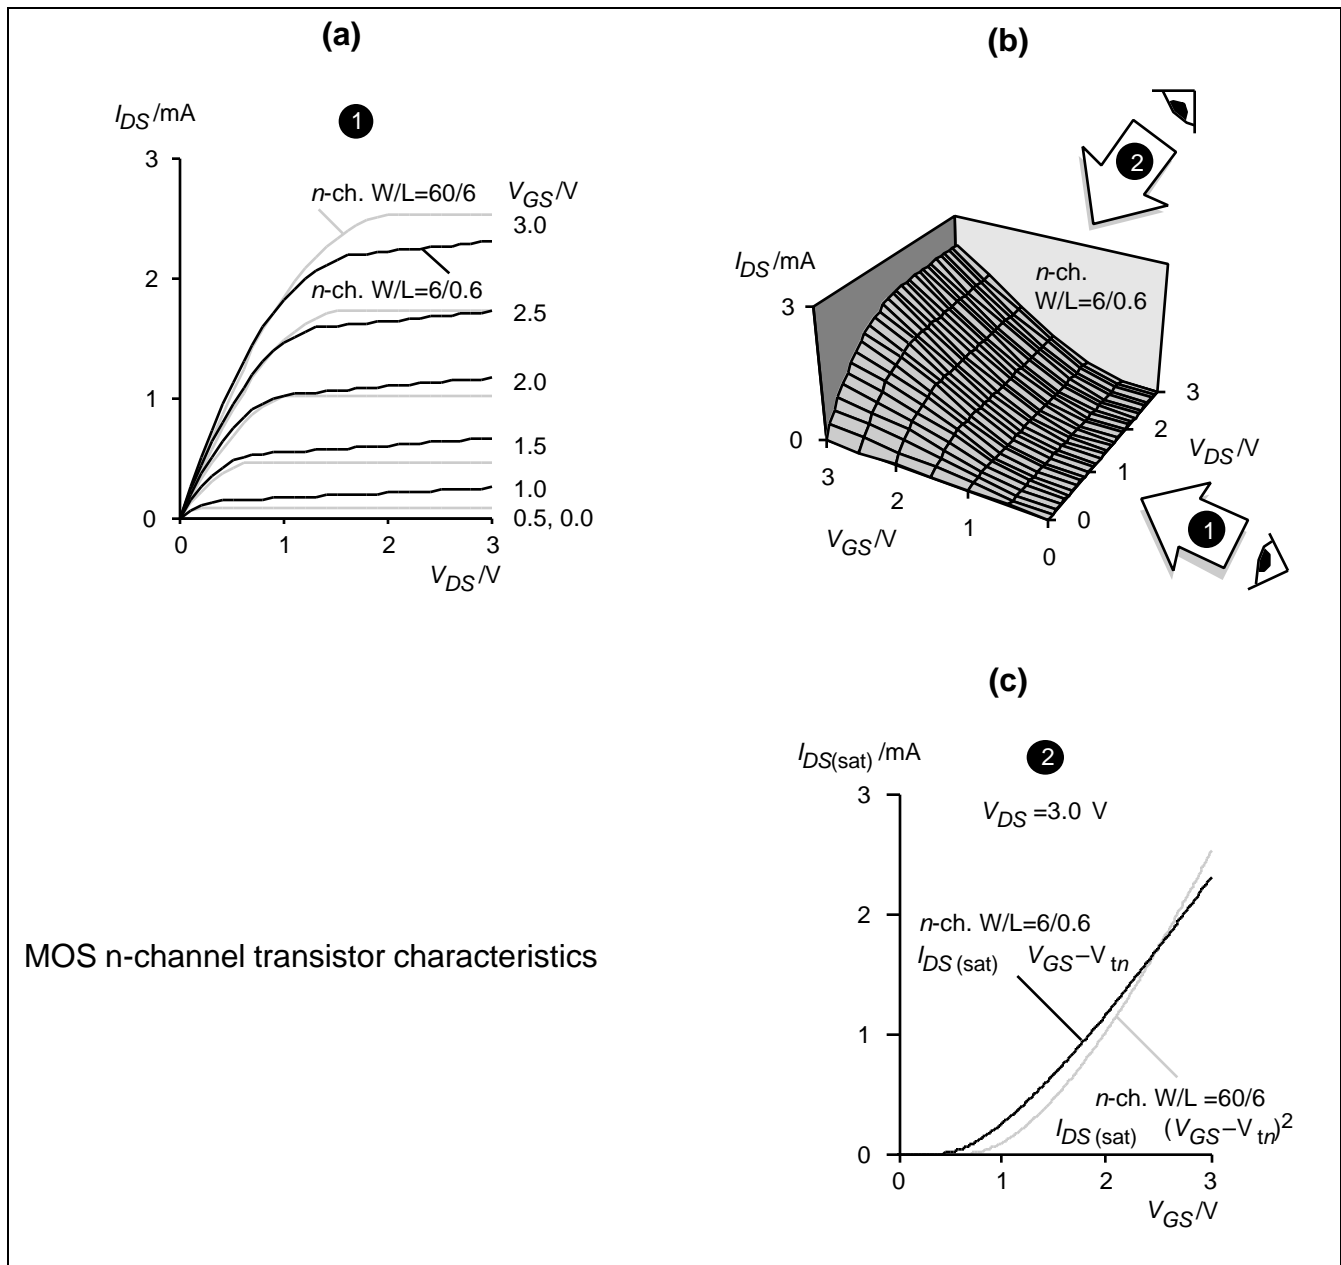 (a)
1
I_DS /mA
3
2
1
0
n-ch. W/L=60/6
n-ch. W/L=6/0.6
V_GS /V
3.0
2.5
2.0
1.5
1.0
0.5, 0.0
0 1 2 3
V_DS /V
(b)
2
I_DS /mA
3
0
n-ch.
W/L=6/0.6
3
2
1
0
V_DS /V
3
2
1
0
V_GS /V
1
(c)
I_DS(sat) /mA
2
V_DS =3.0 V
3
2
1
0
n-ch. W/L=6/0.6
I_DS (sat) V_GS−V_tn
n-ch. W/L =60/6
I_DS (sat) (V_GS−V_tn)²
0 1 2 3
V_GS /V
MOS n-channel transistor characteristics